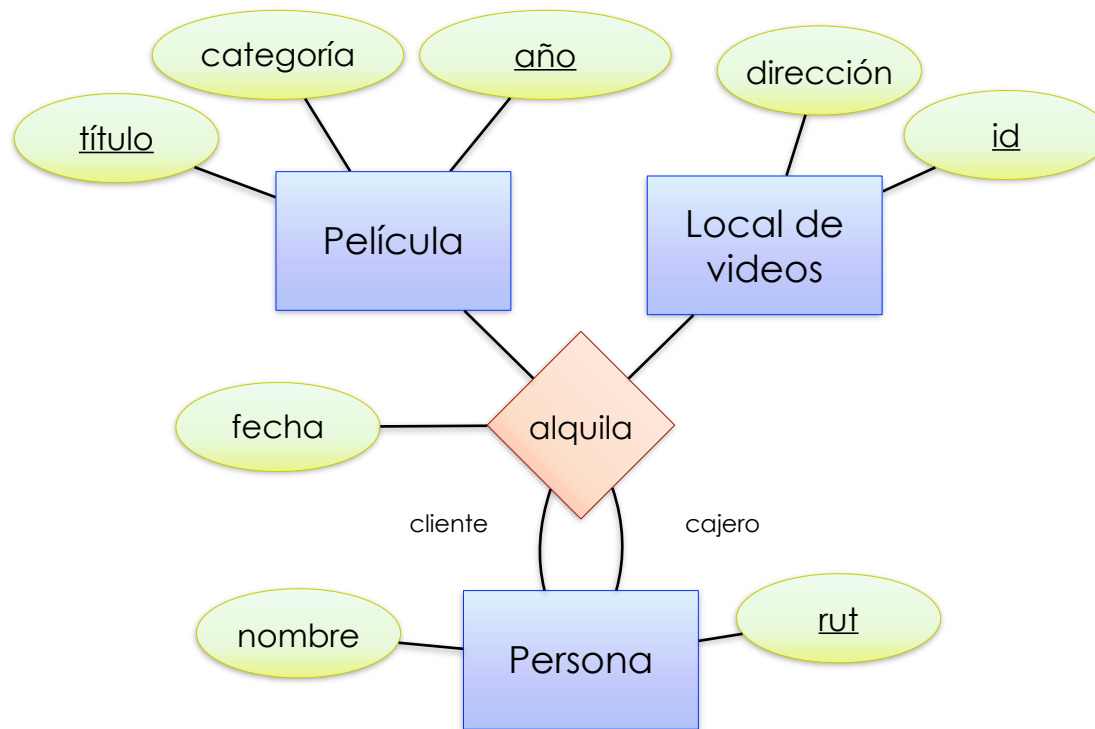 categoría
año
dirección
título
id
Película
Local de
videos
fecha
alquila
cliente
cajero
nombre
Persona
rut